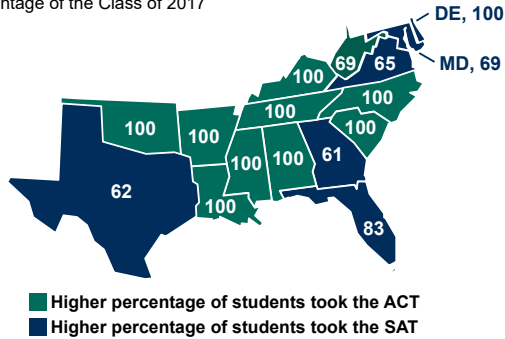 ntage of the Class of 2017
DE, 100
MD, 69
69
65
100
100
100
100
100
100
100
100
61
62
100
83
Higher percentage of students took the ACT
Higher percentage of students took the SAT